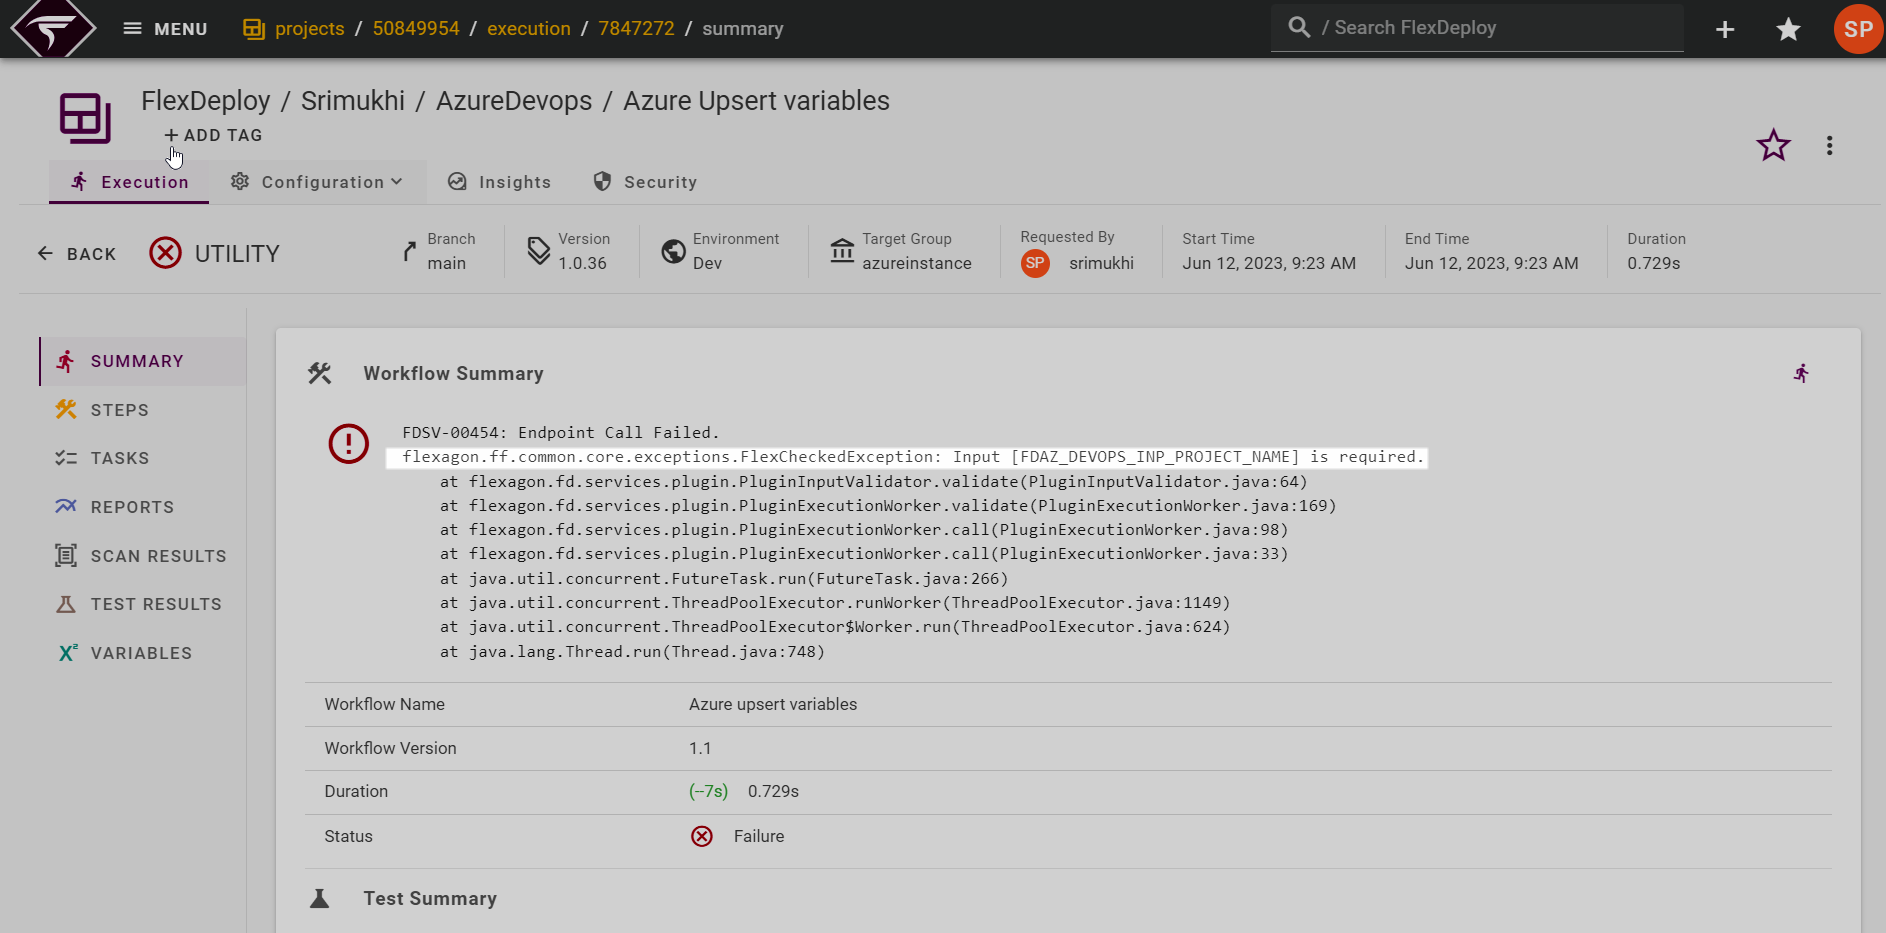 MENU projects / 50849954 / execution / 7847272 / summary / Search FlexDeploy SP
FlexDeploy / Srimukhi / AzureDevops / Azure Upsert variables
ADD TAG
Execution Configuration Insights Security
BACK UTILITY
Branch
main
Version
1.0.36
Environment
Dev
Target Group
azureinstance
Requested By
SP srimukhi
Start Time
Jun 12, 2023, 9:23 AM
End Time
Jun 12, 2023, 9:23 AM
Duration
0.729s
SUMMARY
STEPS
TASKS
REPORTS
SCAN RESULTS
TEST RESULTS
X² VARIABLES
Workflow Summary
FDSV-00454: Endpoint Call Failed.
flexagon.ff.common.core.exceptions.FlexCheckedException: Input [FDAZ_DEVOPS_INP_PROJECT_NAME] is required.
at flexagon.fd.services.plugin.PluginInputValidator.validate(PluginInputValidator.java:64)
at flexagon.fd.services.plugin.PluginExecutionWorker.validate(PluginExecutionWorker.java:169)
at flexagon.fd.services.plugin.PluginExecutionWorker.call(PluginExecutionWorker.java:98)
at flexagon.fd.services.plugin.PluginExecutionWorker.call(PluginExecutionWorker.java:33)
at java.util.concurrent.FutureTask.run(FutureTask.java:266)
at java.util.concurrent.ThreadPoolExecutor.runWorker(ThreadPoolExecutor.java:1149)
at java.util.concurrent.ThreadPoolExecutor$Worker.run(ThreadPoolExecutor.java:624)
at java.lang.Thread.run(Thread.java:748)
Workflow Name Azure upsert variables
Workflow Version 1.1
Duration (--7s) 0.729s
Status Failure
Test Summary